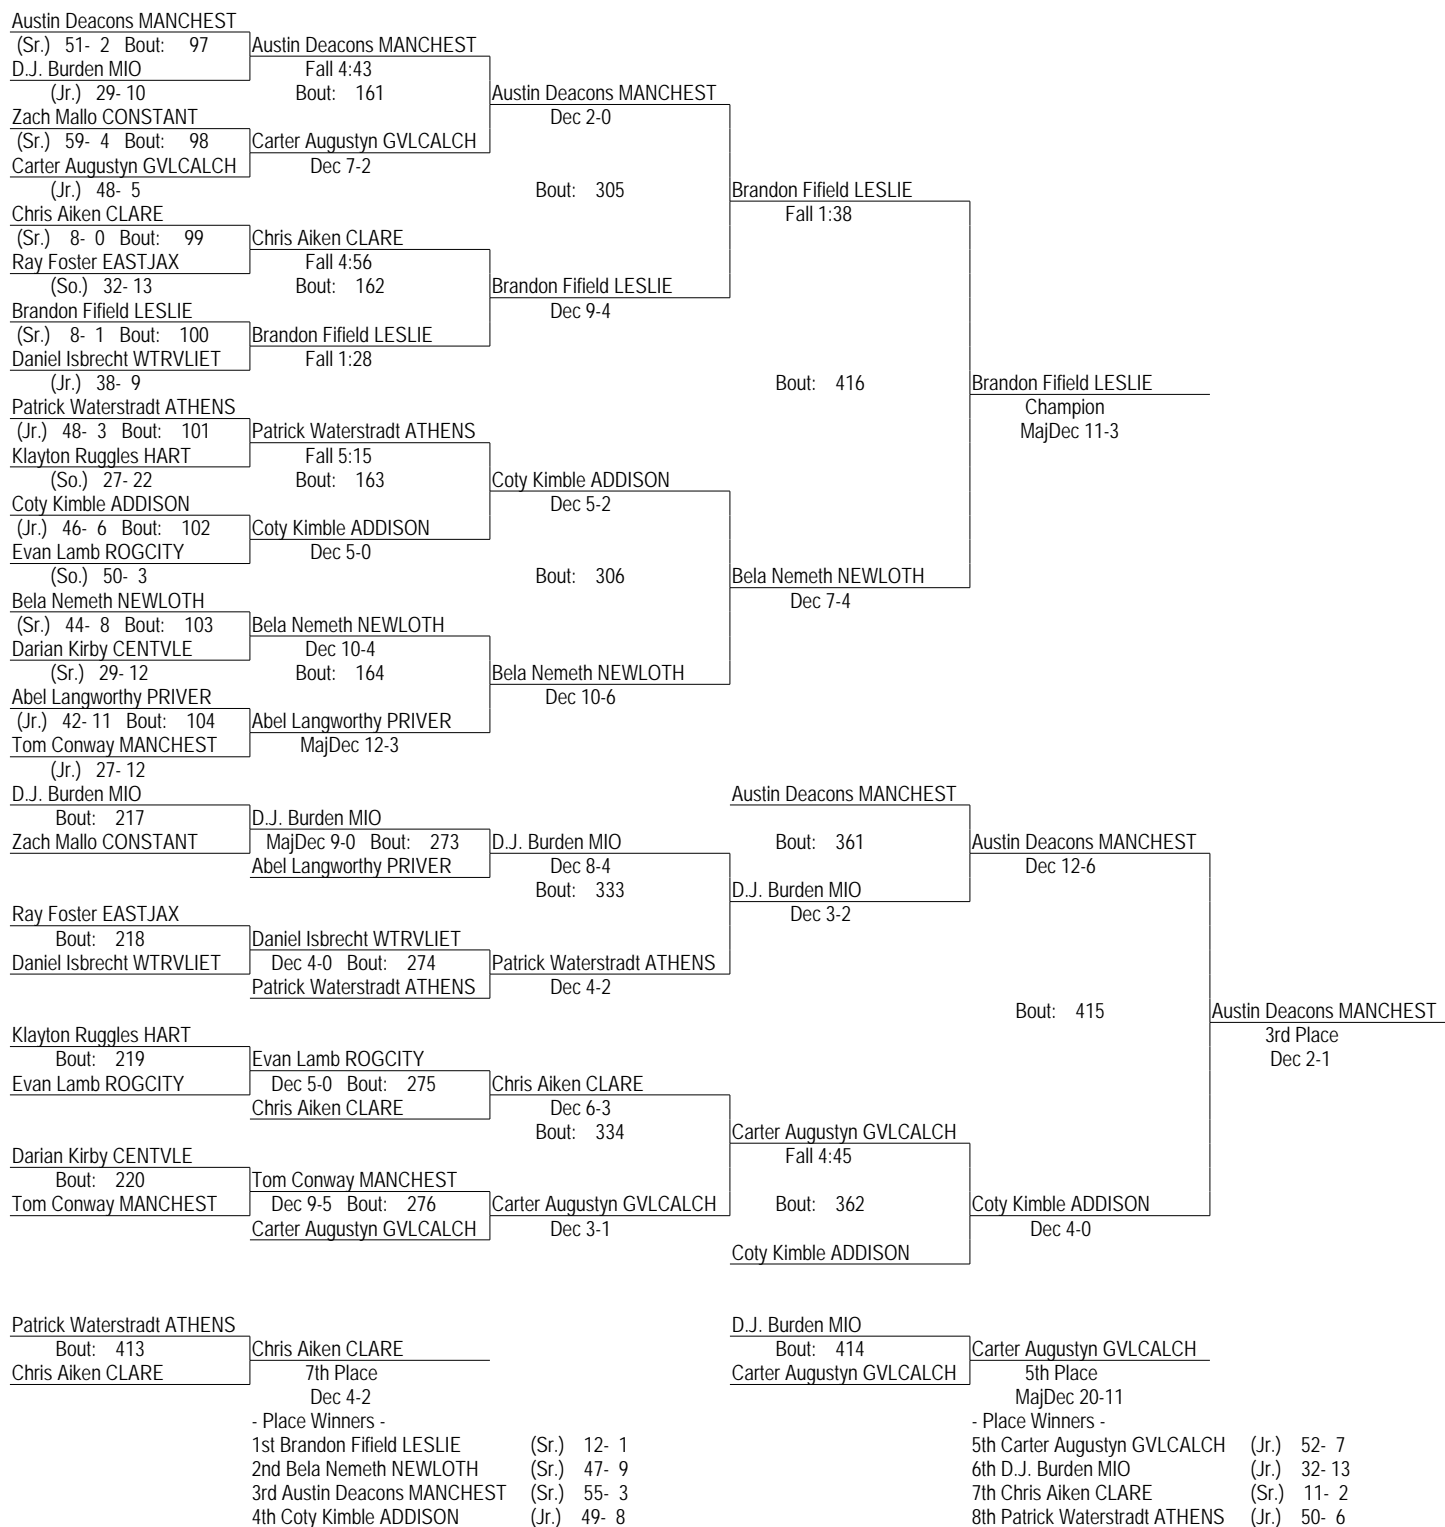 Austin Deacons MANCHEST
(Sr.) 51- 2 Bout: 97 Austin Deacons MANCHEST
D.J. Burden MIO Fall 4:43
(Jr.) 29- 10 Bout: 161 Austin Deacons MANCHEST
Zach Mallo CONSTANT Dec 2-0
(Sr.) 59- 4 Bout: 98 Carter Augustyn GVLCALCH
Carter Augustyn GVLCALCH Dec 7-2
(Jr.) 48- 5 Bout: 305 Brandon Fifield LESLIE
Chris Aiken CLARE Fall 1:38
(Sr.) 8- 0 Bout: 99 Chris Aiken CLARE
Ray Foster EASTJAX Fall 4:56
(So.) 32- 13 Bout: 162 Brandon Fifield LESLIE
Brandon Fifield LESLIE Dec 9-4
(Sr.) 8- 1 Bout: 100 Brandon Fifield LESLIE
Daniel Isbrecht WTRVLIET Fall 1:28
(Jr.) 38- 9 Bout: 416 Brandon Fifield LESLIE
Patrick Waterstradt ATHENS Champion
(Jr.) 48- 3 Bout: 101 Patrick Waterstradt ATHENS MajDec 11-3
Klayton Ruggles HART Fall 5:15
(So.) 27- 22 Bout: 163 Coty Kimble ADDISON
Coty Kimble ADDISON Dec 5-2
(Jr.) 46- 6 Bout: 102 Coty Kimble ADDISON
Evan Lamb ROGCITY Dec 5-0
(So.) 50- 3 Bout: 306 Bela Nemeth NEWLOTH
Bela Nemeth NEWLOTH Dec 7-4
(Sr.) 44- 8 Bout: 103 Bela Nemeth NEWLOTH
Darian Kirby CENTVLE Dec 10-4
(Sr.) 29- 12 Bout: 164 Bela Nemeth NEWLOTH
Abel Langworthy PRIVER Dec 10-6
(Jr.) 42- 11 Bout: 104 Abel Langworthy PRIVER
Tom Conway MANCHEST MajDec 12-3
(Jr.) 27- 12
D.J. Burden MIO Austin Deacons MANCHEST
Bout: 217 D.J. Burden MIO
Zach Mallo CONSTANT MajDec 9-0 Bout: 273 D.J. Burden MIO Bout: 361 Austin Deacons MANCHEST
Abel Langworthy PRIVER Dec 8-4 Dec 12-6
Bout: 333 D.J. Burden MIO
Ray Foster EASTJAX Dec 3-2
Bout: 218 Daniel Isbrecht WTRVLIET
Daniel Isbrecht WTRVLIET Dec 4-0 Bout: 274 Patrick Waterstradt ATHENS
Patrick Waterstradt ATHENS Dec 4-2
Bout: 415 Austin Deacons MANCHEST
Klayton Ruggles HART 3rd Place
Bout: 219 Evan Lamb ROGCITY Dec 2-1
Evan Lamb ROGCITY Dec 5-0 Bout: 275 Chris Aiken CLARE
Chris Aiken CLARE Dec 6-3
Bout: 334 Carter Augustyn GVLCALCH
Darian Kirby CENTVLE Fall 4:45
Bout: 220 Tom Conway MANCHEST
Tom Conway MANCHEST Dec 9-5 Bout: 276 Carter Augustyn GVLCALCH Bout: 362 Coty Kimble ADDISON
Carter Augustyn GVLCALCH Dec 3-1 Dec 4-0
Coty Kimble ADDISON
Patrick Waterstradt ATHENS D.J. Burden MIO
Bout: 413 Chris Aiken CLARE Bout: 414 Carter Augustyn GVLCALCH
Chris Aiken CLARE 7th Place Carter Augustyn GVLCALCH 5th Place
Dec 4-2 MajDec 20-11
- Place Winners - - Place Winners -
1st Brandon Fifield LESLIE (Sr.) 12- 1 5th Carter Augustyn GVLCALCH (Jr.) 52- 7
2nd Bela Nemeth NEWLOTH (Sr.) 47- 9 6th D.J. Burden MIO (Jr.) 32- 13
3rd Austin Deacons MANCHEST (Sr.) 55- 3 7th Chris Aiken CLARE (Sr.) 11- 2
4th Coty Kimble ADDISON (Jr.) 49- 8 8th Patrick Waterstradt ATHENS (Jr.) 50- 6